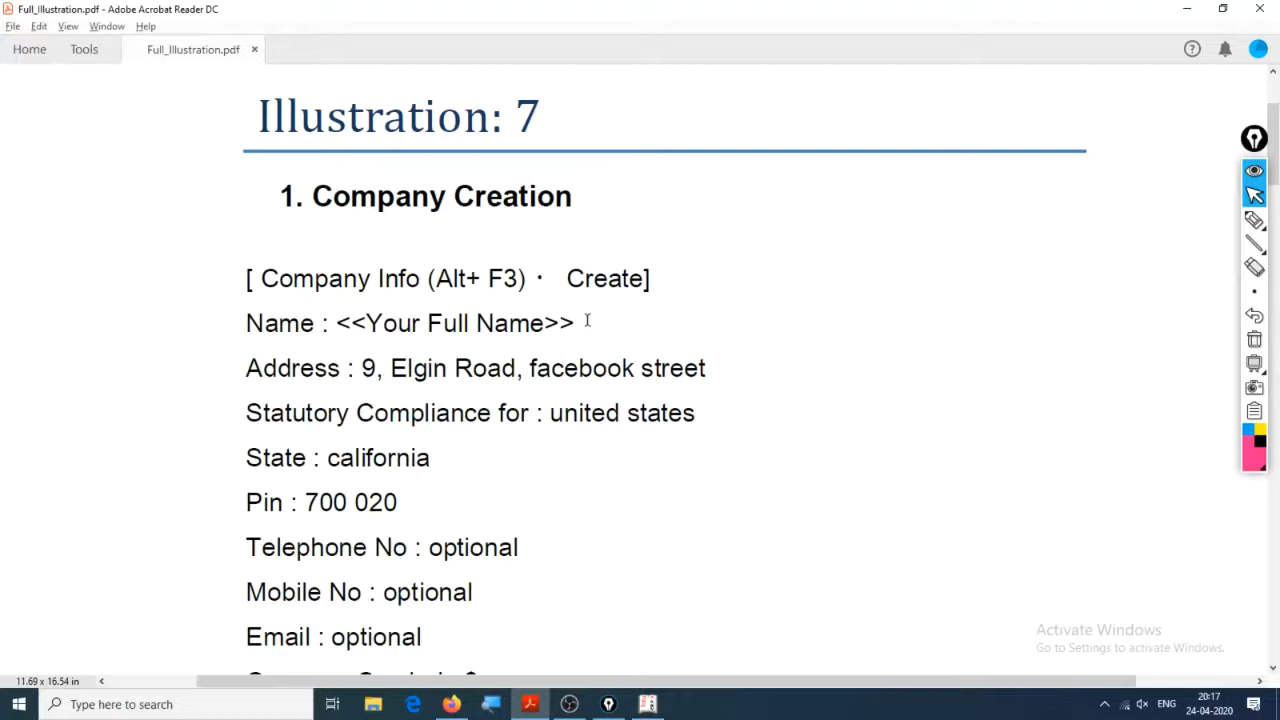 Full_Illustration.pdf - Adobe Acrobat Reader DC
File Edit View Window Help
Home Tools Full_Illustration.pdf ×
Illustration: 7
1. Company Creation
[ Company Info (Alt+ F3) · Create]
Name : <<Your Full Name>>
Address : 9, Elgin Road, facebook street
Statutory Compliance for : united states
State : california
Pin : 700 020
Telephone No : optional
Mobile No : optional
Email : optional
Activate Windows
Go to Settings to activate Windows.
11.69 x 16.54 in
Type here to search
ENG
20:17
24-04-2020